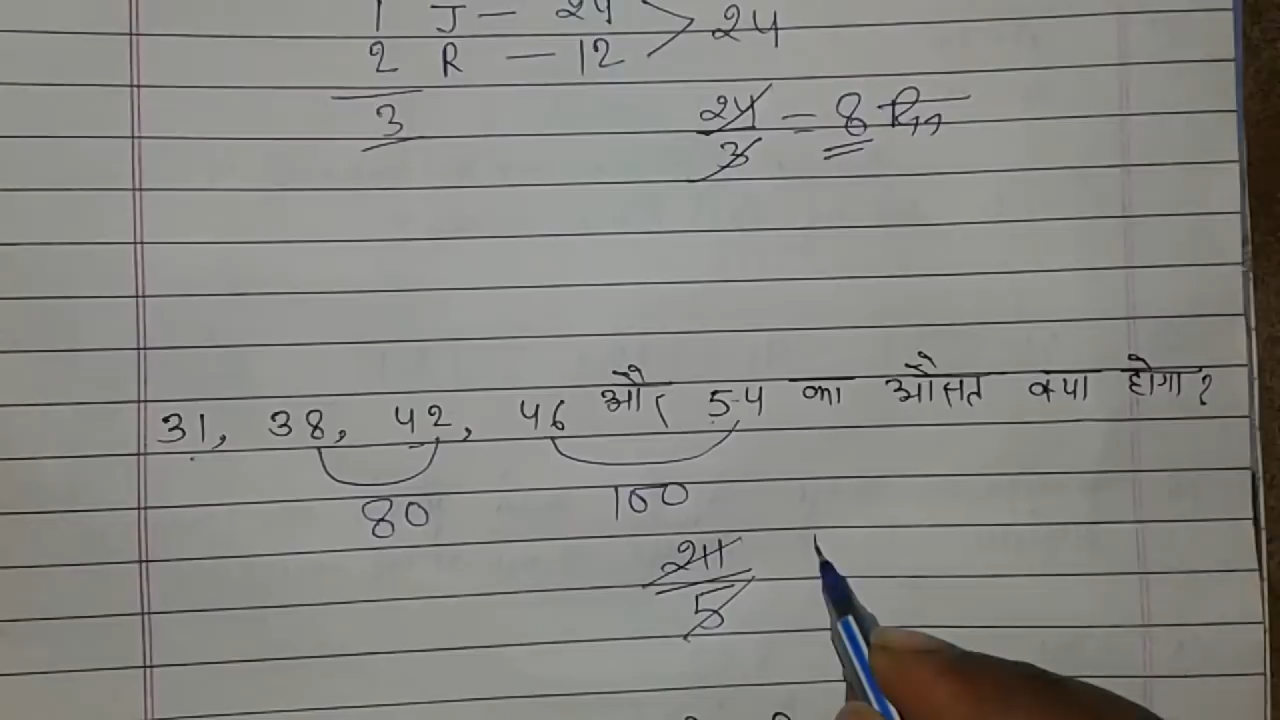 1 J — 24
2 R — 12 > 24
3
24/3 = 8 दिन
31, 38, 42, 46 और 54 का औसत क्या होगा?
80 100
211/5